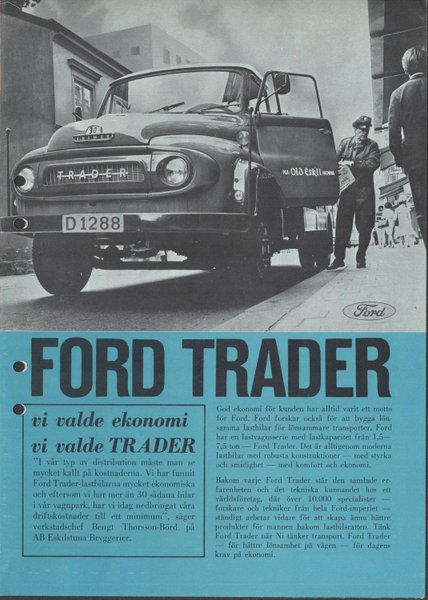 30
TRADER
D1288
HA OLD ESKIL
Ford
FORD TRADER
vi valde ekonomi
vi valde TRADER
"I vår typ av distribution måste man se
mycket kallt på kostnaderna. Vi har funnit
Ford Trader-lastbilarna mycket ekonomiska
och eftersom vi har mer än 30 sådana bilar
i vår vagnpark, har vi idag nedbringat våra
driftskostnader till ett minimum", säger
verkstadschef Bengt Thorsson-Börd på
AB Eskilstuna Bryggerier.
God ekonomi för kunden har alltid varit ett motto
för Ford. Ford forskar också för att bygga lön-
samma lastbilar för lönsammare transporter. Ford
har en lastvagnsserie med lastkapacitet från 1,5—
7,5 ton — Ford Trader. Det är alltigenom moderna
lastbilar med robusta konstruktioner — med styrka
och smidighet — med komfort och ekonomi.
Bakom varje Ford Trader står den samlade er-
farenheten och det tekniska kunnandet hos ett
världsföretag, där över 10.000 specialister —
forskare och tekniker från hela Ford-imperiet —
ständigt arbetar vidare för att skapa ännu bättre
produkter för mannen bakom lastbilsratten. Tänk
Ford Trader när Ni tänker transport. Ford Trader
— för bättre lönsamhet på vägen — för dagens
krav på ekonomi.